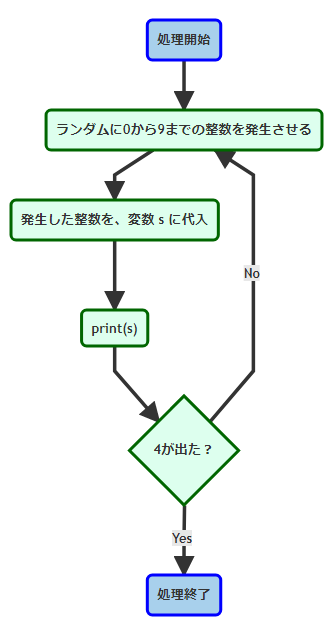 処理開始
ランダムに0から9までの整数を発生させる
発生した整数を、変数 s に代入
No
print(s)
4が出た？
Yes
処理終了